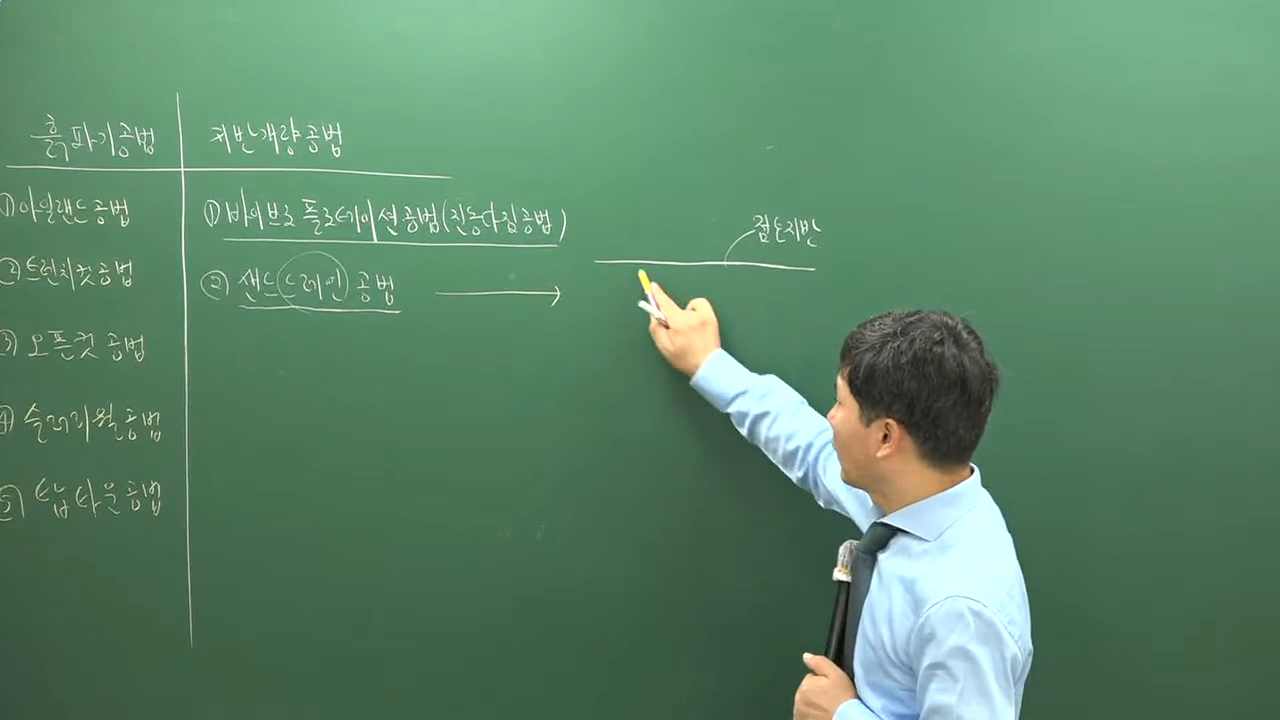 흙파기공법
지반개량공법
①아일랜드공법
②트렌치컷공법
③오픈컷공법
④슬러리월공법
⑤탑다운공법
①바이브로 플로테이션공법(진동다짐공법)
②샌드드레인공법
점토지반